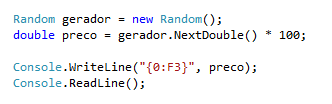 Random gerador = new Random();
double preco = gerador.NextDouble() * 100;
Console.WriteLine("{0:F3}", preco);
Console.ReadLine();